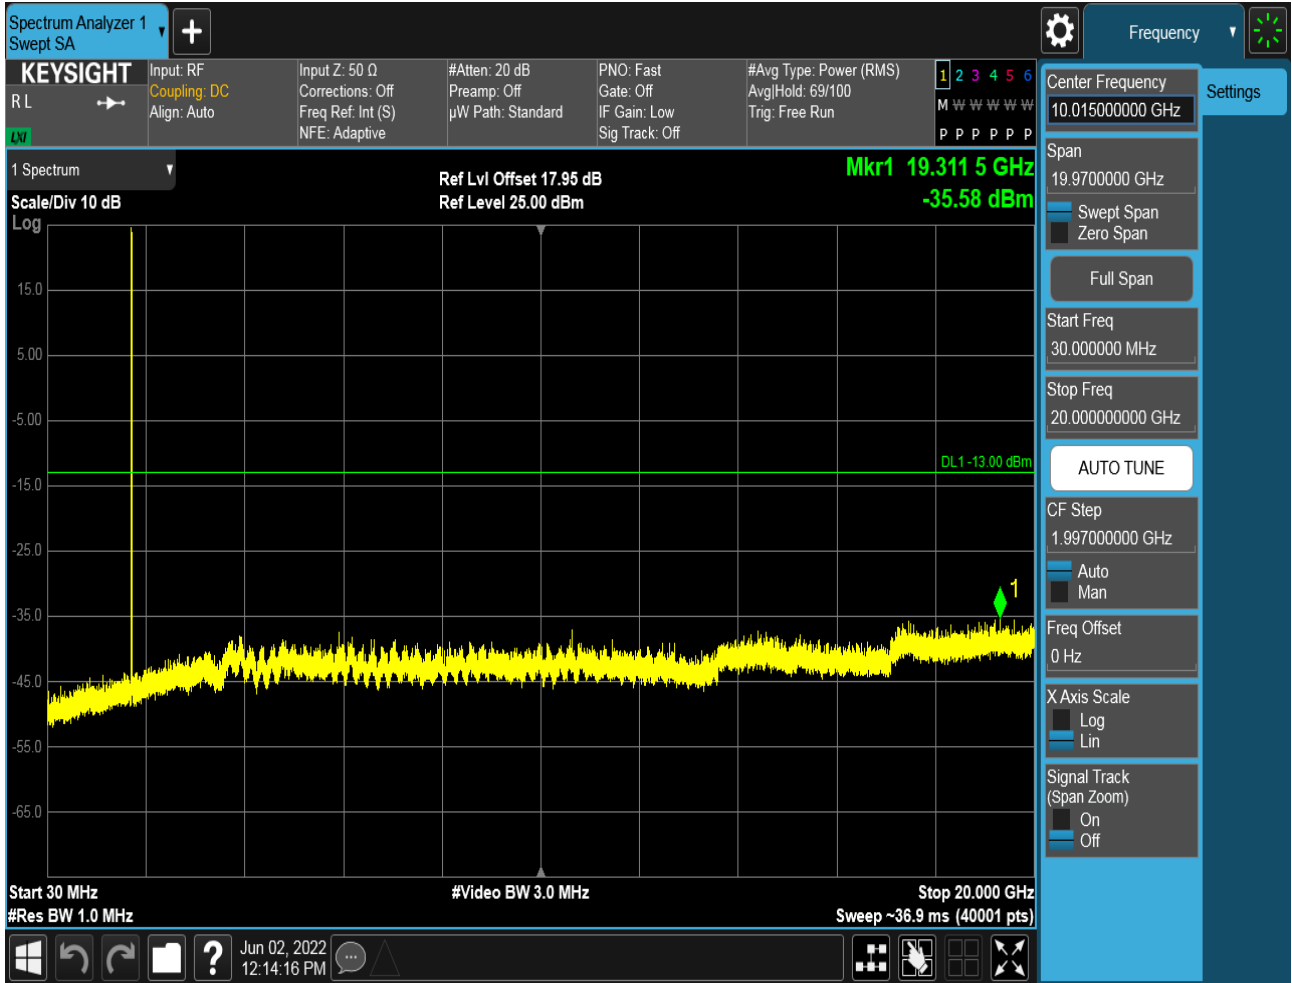 Spectrum Analyzer 1
Swept SA
Frequency
KEYSIGHT
R L
LXI
Input: RF
Coupling: DC
Align: Auto
Input Z: 50 Ω
Corrections: Off
Freq Ref: Int (S)
NFE: Adaptive
#Atten: 20 dB
Preamp: Off
µW Path: Standard
PNO: Fast
Gate: Off
IF Gain: Low
Sig Track: Off
#Avg Type: Power (RMS)
Avg|Hold: 69/100
Trig: Free Run
1 2 3 4 5 6
M W W W W W
P P P P P P
1 Spectrum
Scale/Div 10 dB
Log
Ref Lvl Offset 17.95 dB
Ref Level 25.00 dBm
Mkr1 19.311 5 GHz
-35.58 dBm
15.0
5.00
-5.00
-15.0
-25.0
-35.0
-45.0
-55.0
-65.0
DL1 -13.00 dBm
1
Start 30 MHz
#Res BW 1.0 MHz
#Video BW 3.0 MHz
Stop 20.000 GHz
Sweep ~36.9 ms (40001 pts)
Center Frequency
10.015000000 GHz
Span
19.9700000 GHz
Swept Span
Zero Span
Full Span
Start Freq
30.000000 MHz
Stop Freq
20.000000000 GHz
AUTO TUNE
CF Step
1.997000000 GHz
Auto
Man
Freq Offset
0 Hz
X Axis Scale
Log
Lin
Signal Track
(Span Zoom)
On
Off
Settings
?
Jun 02, 2022
12:14:16 PM